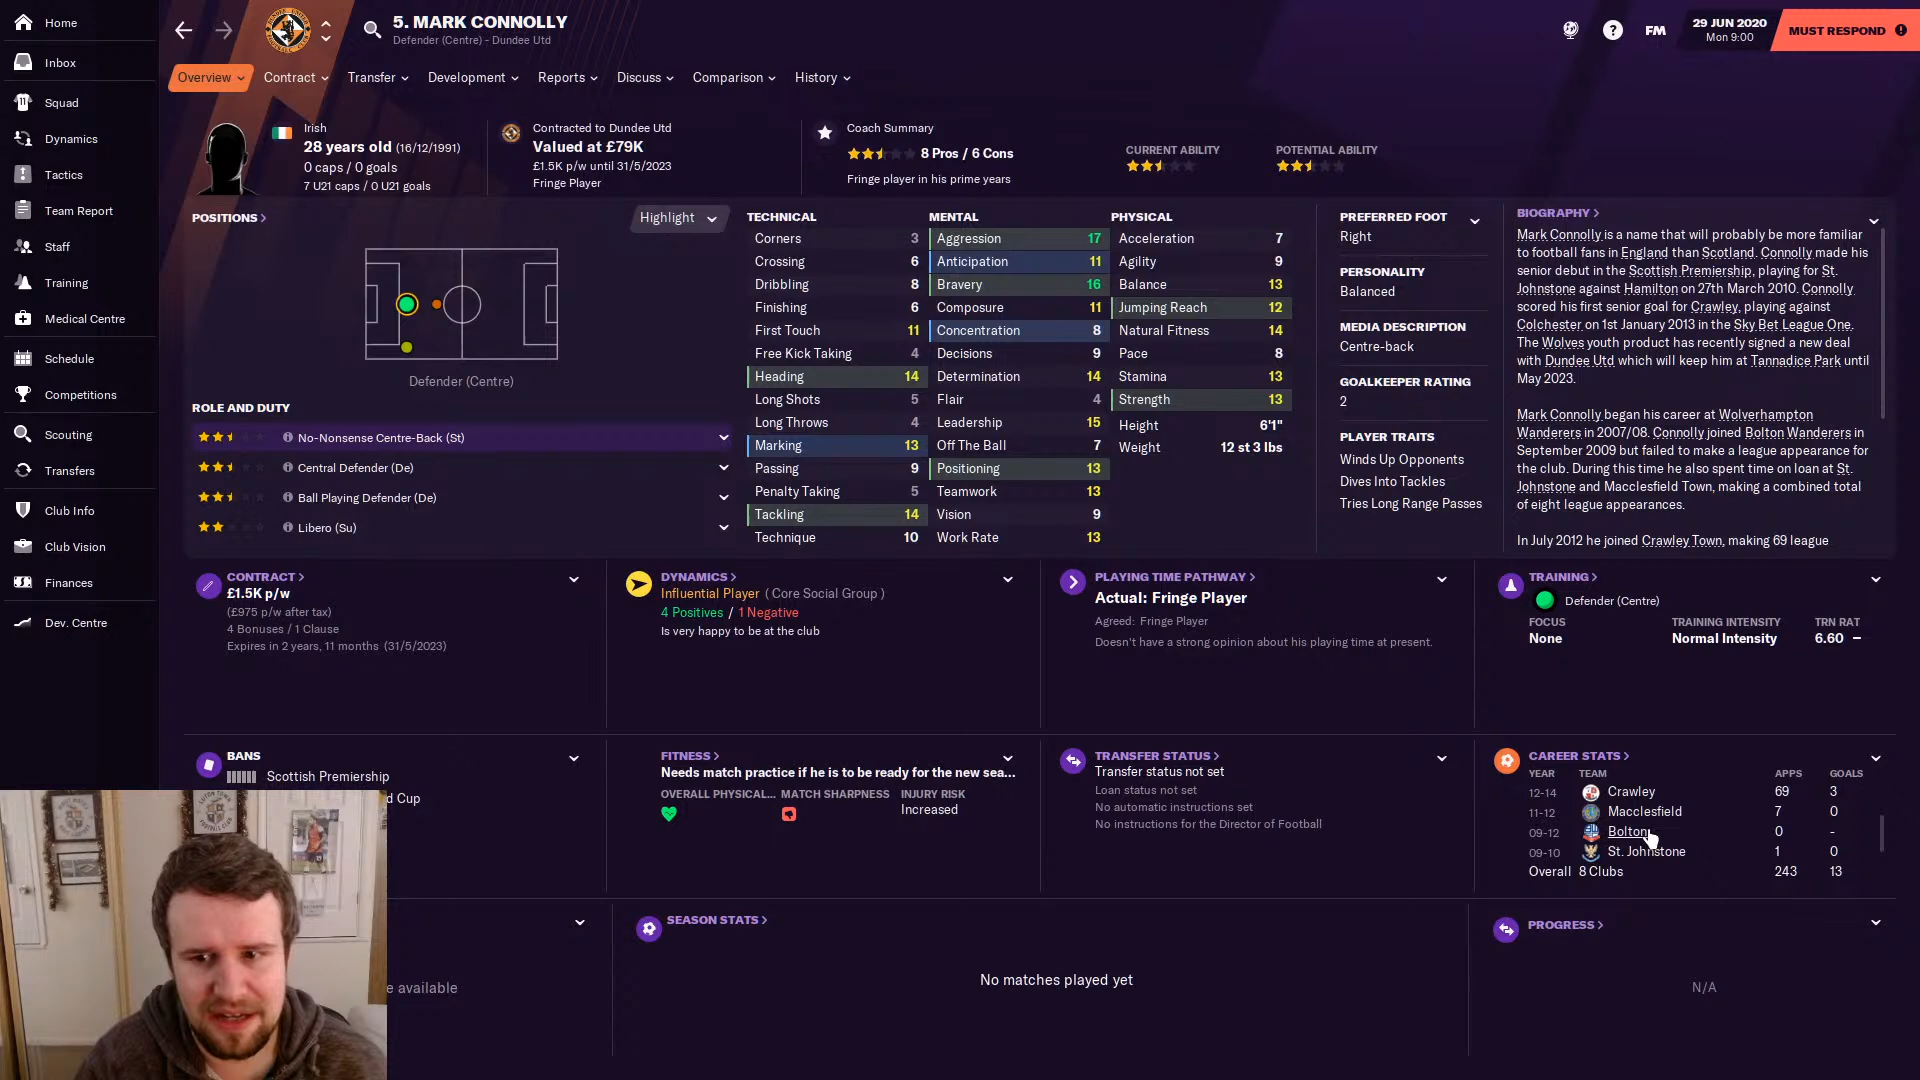 Home
Inbox
Squad
Dynamics
Tactics
Team Report
Staff
Training
Medical Centre
Schedule
Competitions
Scouting
Transfers
Club Info
Club Vision
Finances
Dev. Centre
5. MARK CONNOLLY
Defender (Centre) - Dundee Utd
FM
29 JUN 2020
Mon 9:00
MUST RESPOND
Overview
Contract
Transfer
Development
Reports
Discuss
Comparison
History
Irish
28 years old (16/12/1991)
0 caps / 0 goals
7 U21 caps / 0 U21 goals
Contracted to Dundee Utd
Valued at £79K
£1.5K p/w until 31/5/2023
Fringe Player
Coach Summary
8 Pros / 6 Cons
Fringe player in his prime years
CURRENT ABILITY
POTENTIAL ABILITY
POSITIONS >
Highlight
Defender (Centre)
ROLE AND DUTY
No-Nonsense Centre-Back (St)
Central Defender (De)
Ball Playing Defender (De)
Libero (Su)
TECHNICAL
Corners 3
Crossing 6
Dribbling 8
Finishing 6
First Touch 11
Free Kick Taking 4
Heading 14
Long Shots 5
Long Throws 4
Marking 13
Passing 9
Penalty Taking 5
Tackling 14
Technique 10
MENTAL
Aggression 17
Anticipation 11
Bravery 16
Composure 11
Concentration 8
Decisions 9
Determination 14
Flair 4
Leadership 15
Off The Ball 7
Positioning 13
Teamwork 13
Vision 9
Work Rate 13
PHYSICAL
Acceleration 7
Agility 9
Balance 13
Jumping Reach 12
Natural Fitness 14
Pace 8
Stamina 13
Strength 13
Height 6'1"
Weight 12 st 3 lbs
PREFERRED FOOT
Right
PERSONALITY
Balanced
MEDIA DESCRIPTION
Centre-back
GOALKEEPER RATING
2
PLAYER TRAITS
Winds Up Opponents
Dives Into Tackles
Tries Long Range Passes
BIOGRAPHY >
Mark Connolly is a name that will probably be more familiar
to football fans in England than Scotland. Connolly made his
senior debut in the Scottish Premiership, playing for St.
Johnstone against Hamilton on 27th March 2010. Connolly
scored his first senior goal for Crawley, playing against
Colchester on 1st January 2013 in the Sky Bet League One.
The Wolves youth product has recently signed a new deal
with Dundee Utd which will keep him at Tannadice Park until
May 2023.
Mark Connolly began his career at Wolverhampton
Wanderers in 2007/08. Connolly joined Bolton Wanderers in
September 2009 but failed to make a league appearance for
the club. During this time he also spent time on loan at St.
Johnstone and Macclesfield Town, making a combined total
of eight league appearances.
In July 2012 he joined Crawley Town, making 69 league
CONTRACT >
£1.5K p/w
(£975 p/w after tax)
4 Bonuses / 1 Clause
Expires in 2 years, 11 months (31/5/2023)
DYNAMICS >
Influential Player ( Core Social Group )
4 Positives / 1 Negative
Is very happy to be at the club
PLAYING TIME PATHWAY >
Actual: Fringe Player
Agreed: Fringe Player
Doesn't have a strong opinion about his playing time at present.
TRAINING >
Defender (Centre)
FOCUS TRAINING INTENSITY TRN RAT
None Normal Intensity 6.60 –
BANS
Scottish Premiership
d Cup
FITNESS >
Needs match practice if he is to be ready for the new sea...
OVERALL PHYSICAL... MATCH SHARPNESS INJURY RISK
Increased
TRANSFER STATUS >
Transfer status not set
Loan status not set
No automatic instructions set
No instructions for the Director of Football
CAREER STATS >
YEAR TEAM APPS GOALS
12-14 Crawley 69 3
11-12 Macclesfield 7 0
09-12 Bolton 0 -
09-10 St. Johnstone 1 0
Overall 8 Clubs 243 13
e available
SEASON STATS >
No matches played yet
PROGRESS >
N/A